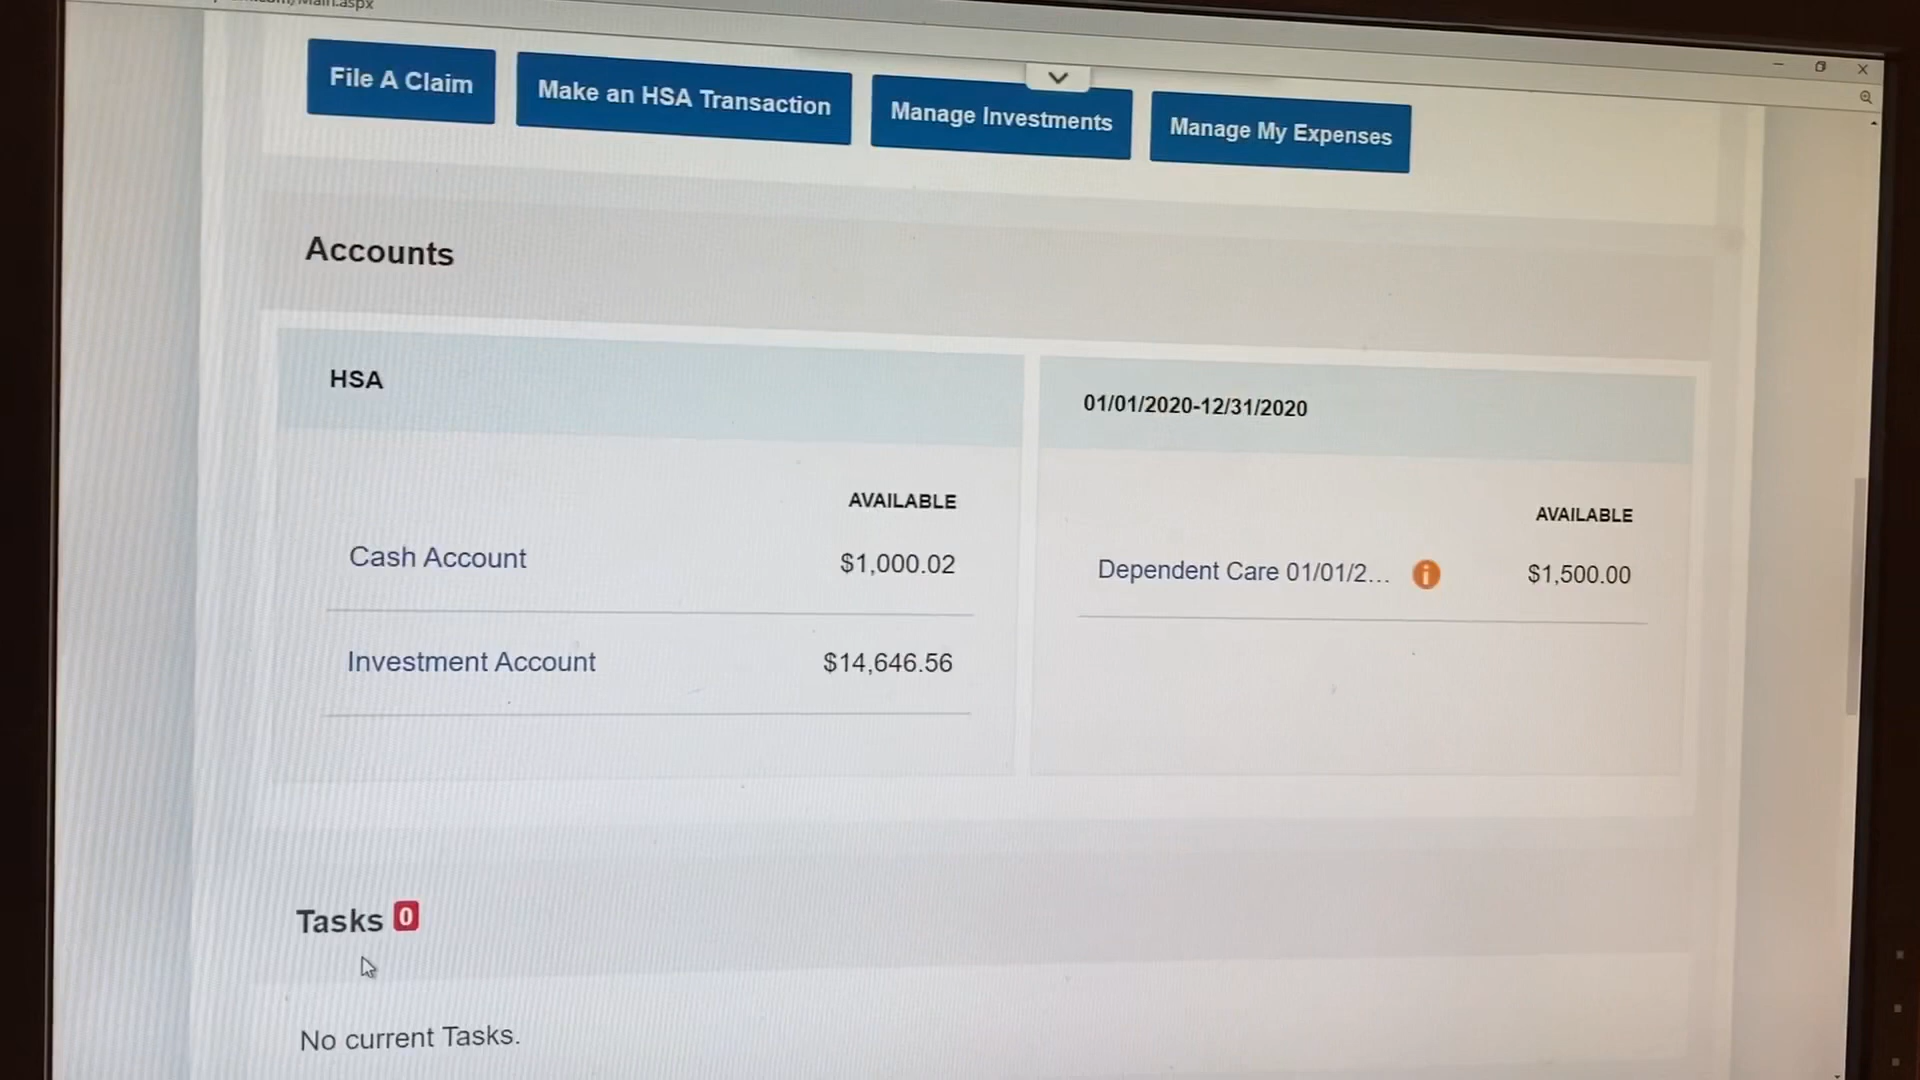 Main.aspx
File A Claim
Make an HSA Transaction
Manage Investments
Manage My Expenses
Accounts
HSA
AVAILABLE
Cash Account $1,000.02
Investment Account $14,646.56
01/01/2020-12/31/2020
AVAILABLE
Dependent Care 01/01/2... $1,500.00
Tasks 0
No current Tasks.